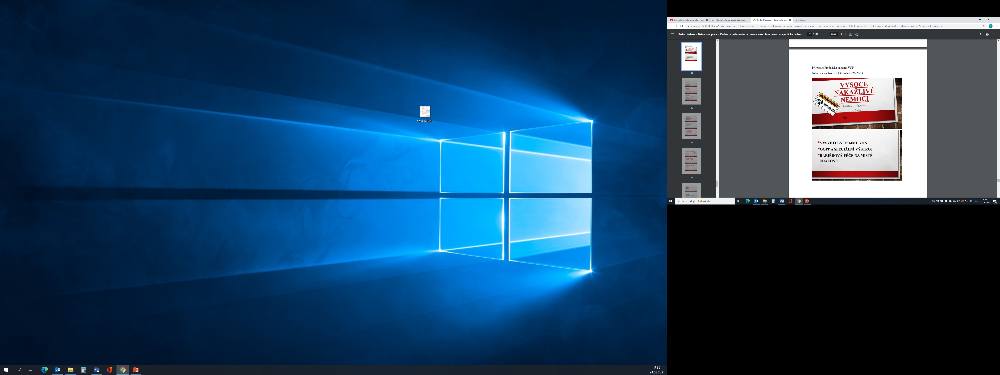 CWCMR_8...
9:35
24.03.2021
Lékařská fakulta Masarykovy uni
Metodika ke zpracování závěreč
Sarka_Hoskova_-_Bakalarska_pra
Nová karta
is.muni.cz/auth/th/jhuqo/Sarka_Hoskova_-_Bakalarska_prace_-_Pacient_s_podezrenim_na_vysoce_nakazlivou_nemoc_a_specificka_barierova_pece_o_tohoto_pacienta_v_podminkach_Zdravotnicke_zachranne_sluzby_Pardubickeho_kraje.pdf
Sarka_Hoskova_-_Bakalarska_prace_-_Pacient_s_podezrenim_na_vysoce_nakazlivou_nemoc_a_specificka_bariero...
101 / 110
100%
101
102
103
104
Příloha 3: Přednáška na téma VNN
(zdroj: vlastní tvorba a foto archiv ZZS PAK)
VYSOCE
NAKAŽLIVÉ
NEMOCI
WARNING
BIOHAZARD
ŠÁRKA HOŠKOVÁ
3. ROČNÍK
•VYSVĚTLENÍ POJMU VNN
•OOPP A SPECIÁLNÍ VÝSTROJ
•BARIÉROVÁ PÉČE NA MÍSTĚ
UDÁLOSTI
Sem zadejte hledaný výraz
CES
9:35
24.03.2021